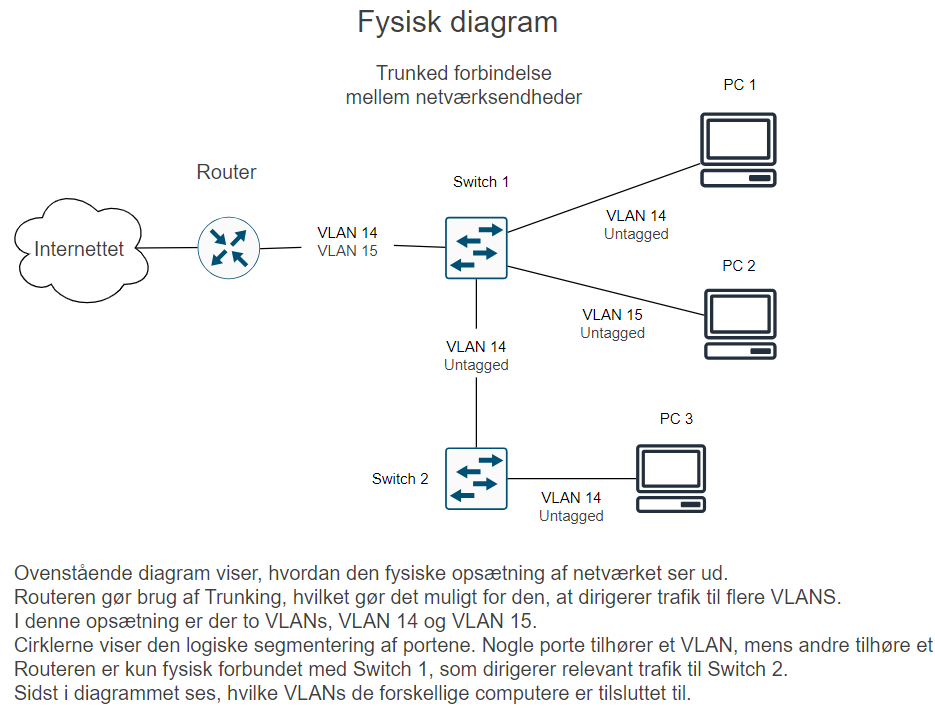 Fysisk diagram
Trunked forbindelse
mellem netværksendheder
PC 1
Router
Switch 1
Internettet
VLAN 14
VLAN 15
VLAN 14
Untagged
PC 2
VLAN 15
Untagged
VLAN 14
Untagged
PC 3
Switch 2
VLAN 14
Untagged
Ovenstående diagram viser, hvordan den fysiske opsætning af netværket ser ud.
Routeren gør brug af Trunking, hvilket gør det muligt for den, at dirigerer trafik til flere VLANS.
I denne opsætning er der to VLANs, VLAN 14 og VLAN 15.
Cirklerne viser den logiske segmentering af portene. Nogle porte tilhører et VLAN, mens andre tilhøre et
Routeren er kun fysisk forbundet med Switch 1, som dirigerer relevant trafik til Switch 2.
Sidst i diagrammet ses, hvilke VLANs de forskellige computere er tilsluttet til.